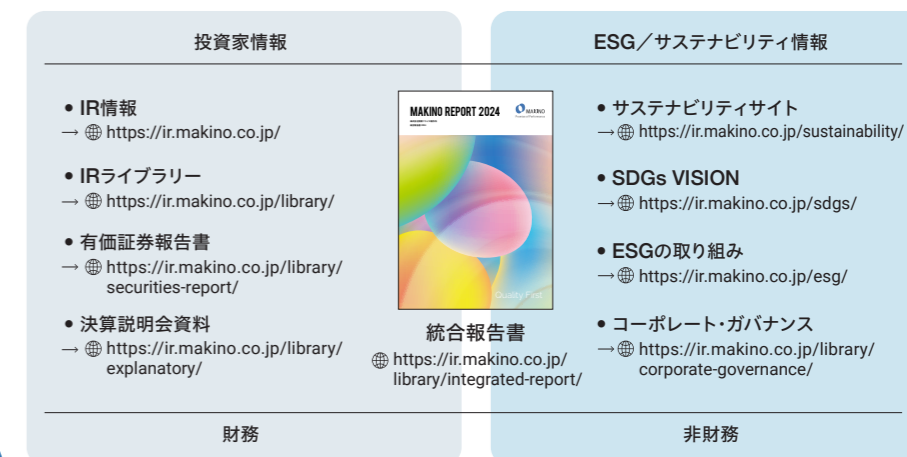 投資家情報
• IR情報
→ https://ir.makino.co.jp/
• IRライブラリー
→ https://ir.makino.co.jp/library/
• 有価証券報告書
→ https://ir.makino.co.jp/library/
securities-report/
• 決算説明会資料
→ https://ir.makino.co.jp/library/
explanatory/
財務
MAKINO REPORT 2024
MAKINO
Quality First
統合報告書
https://ir.makino.co.jp/
library/integrated-report/
ESG／サステナビリティ情報
• サステナビリティサイト
→ https://ir.makino.co.jp/sustainability/
• SDGs VISION
→ https://ir.makino.co.jp/sdgs/
• ESGの取り組み
→ https://ir.makino.co.jp/esg/
• コーポレート・ガバナンス
→ https://ir.makino.co.jp/library/
corporate-governance/
非財務